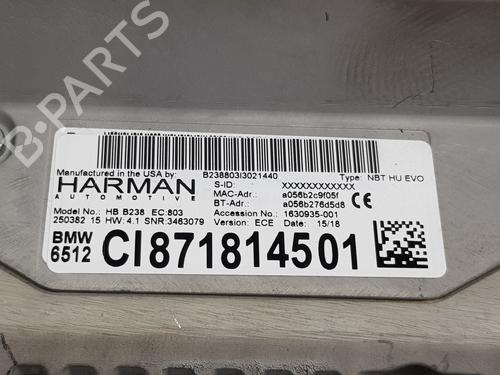 B-PARTS
B238803I3021440
Manufactured in the USA by:
HARMAN
AUTOMOTIVE
S-ID: XXXXXXXXXXXX
Type: NBT HU EVO
MAC-Adr.: a056b2c9f05f
BT-Adr.: a056b276d5d8
CE
Model No.: HB B238 EC:803
Accession No.: 1630935-001
250382 15 HW: 4.1 SNR:3463079
Version: ECE Date: 15/18
BMW
6512
CI871814501